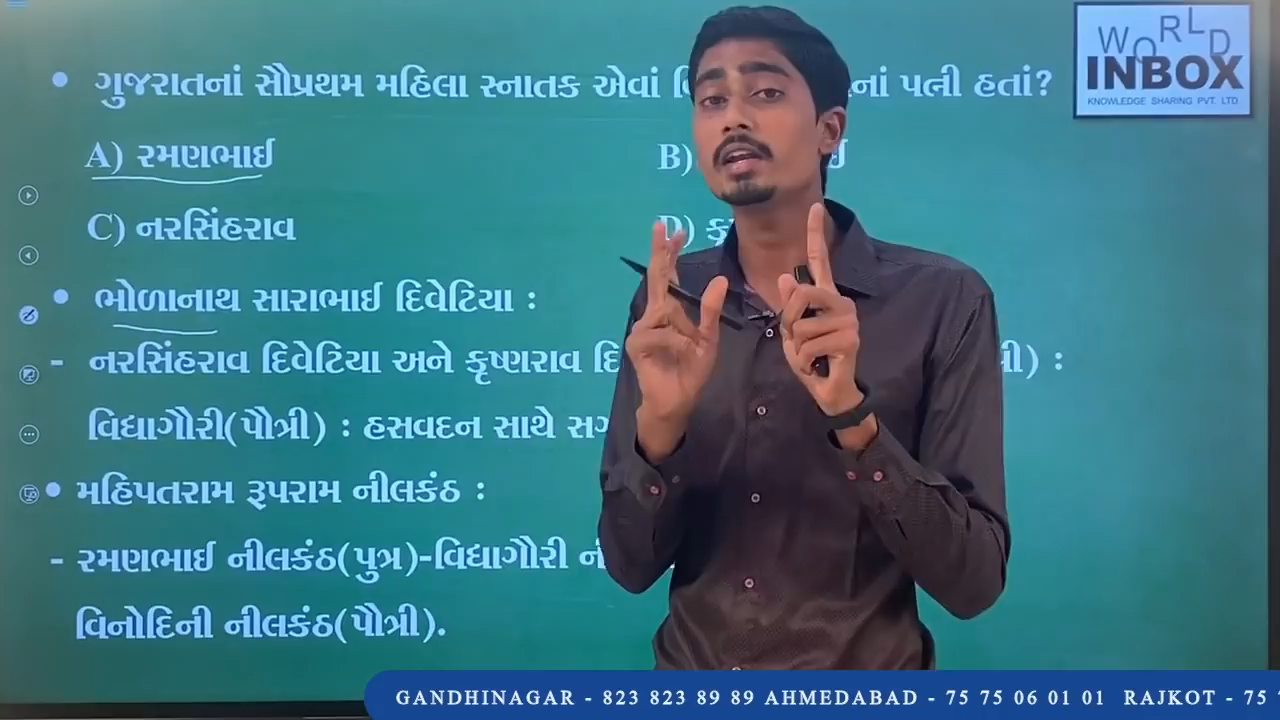 ગુજરાતનાં સૌપ્રથમ મહિલા સ્નાતક એવાં નાં પત્ની હતાં?
A) રમણભાઈ
B)
C) નરસિંહરાવ
D)
ભોળાનાથ સારાભાઈ દિવેટિયા :
- નરસિંહરાવ દિવેટિયા અને કૃષ્ણરાવ
વિદ્યાગૌરી(પૌત્રી) : હસવદન સાથે
મહિપતરામ રૂપરામ નીલકંઠ :
- રમણભાઈ નીલકંઠ(પુત્ર)-વિદ્યાગૌરી
વિનોદિની નીલકંઠ(પૌત્રી).
WORLD
INBOX
KNOWLEDGE SHARING PVT. LTD.
GANDHINAGAR - 823 823 89 89 AHMEDABAD - 75 75 06 01 01 RAJKOT - 75